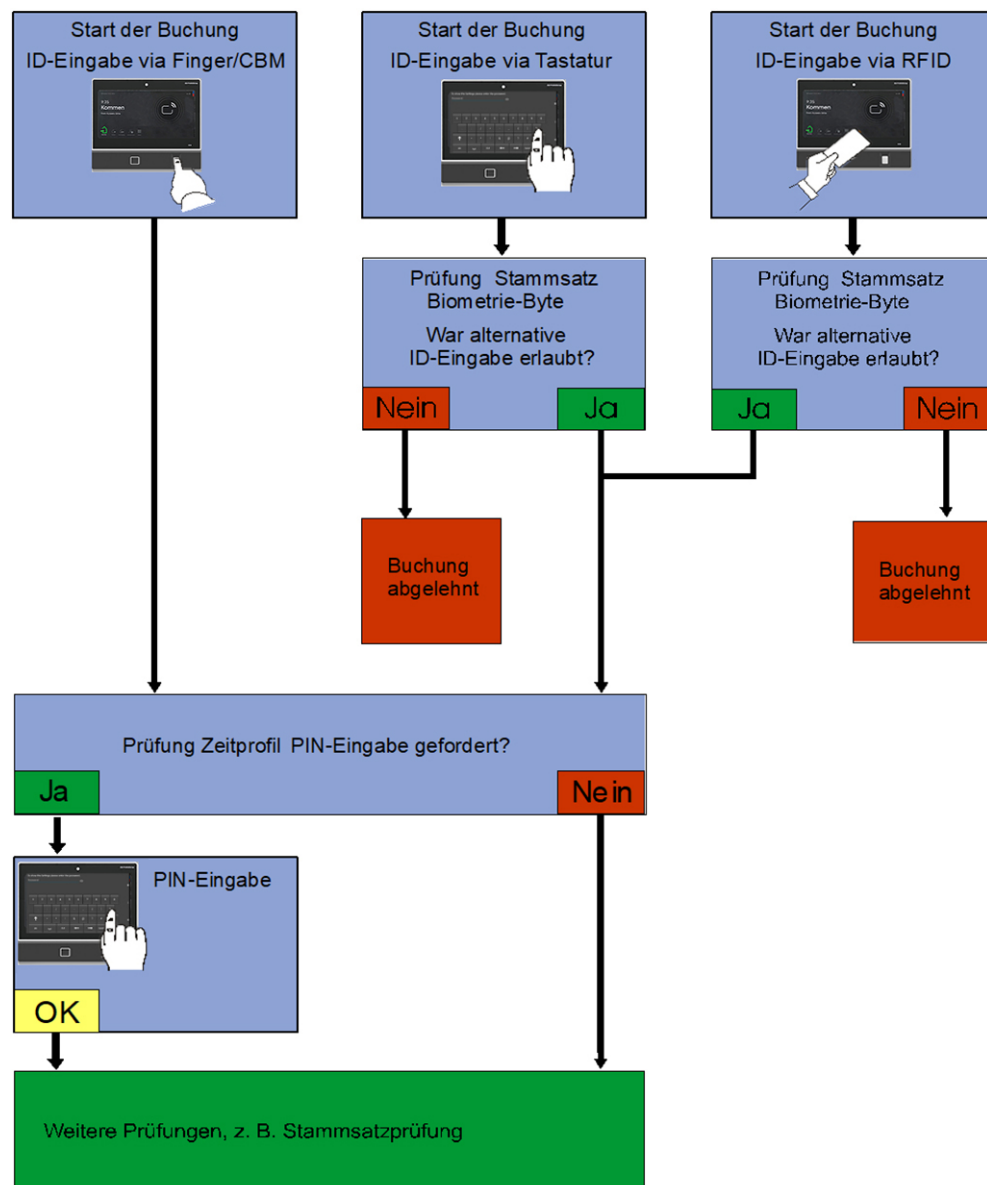 Start der Buchung
ID-Eingabe via Finger/CBM
Kommen
Start der Buchung
ID-Eingabe via Tastatur
Start der Buchung
ID-Eingabe via RFID
Kommen
Prüfung Stammsatz
Biometrie-Byte
War alternative
ID-Eingabe erlaubt?
Nein
Ja
Prüfung Stammsatz
Biometrie-Byte
War alternative
ID-Eingabe erlaubt?
Ja
Nein
Buchung
abgelehnt
Buchung
abgelehnt
Prüfung Zeitprofil PIN-Eingabe gefordert?
Ja
Nein
PIN-Eingabe
OK
Weitere Prüfungen, z. B. Stammsatzprüfung